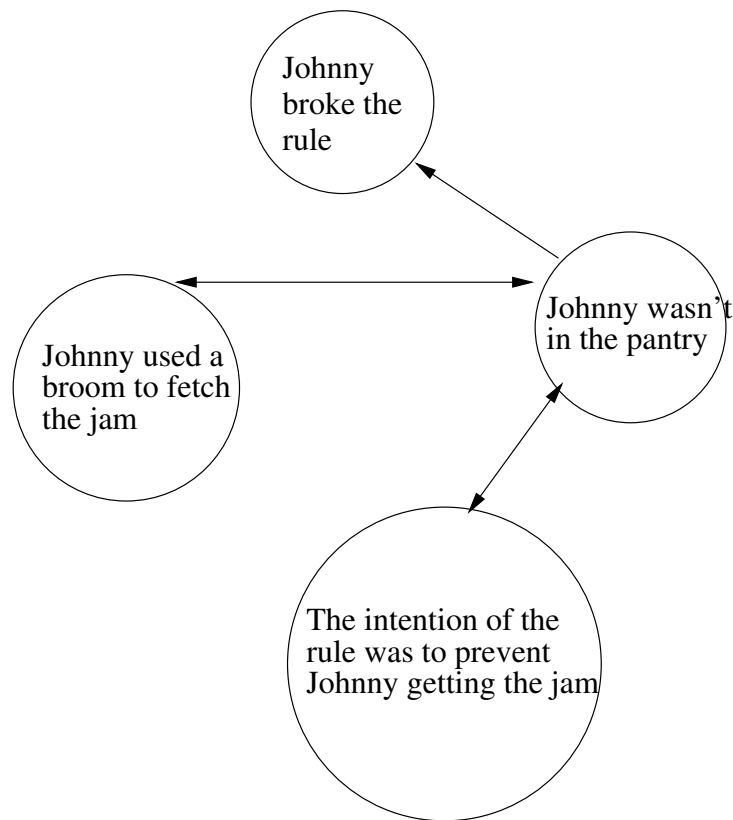 Johnny
broke the
rule
Johnny wasn't
in the pantry
Johnny used a
broom to fetch
the jam
The intention of the
rule was to prevent
Johnny getting the jam